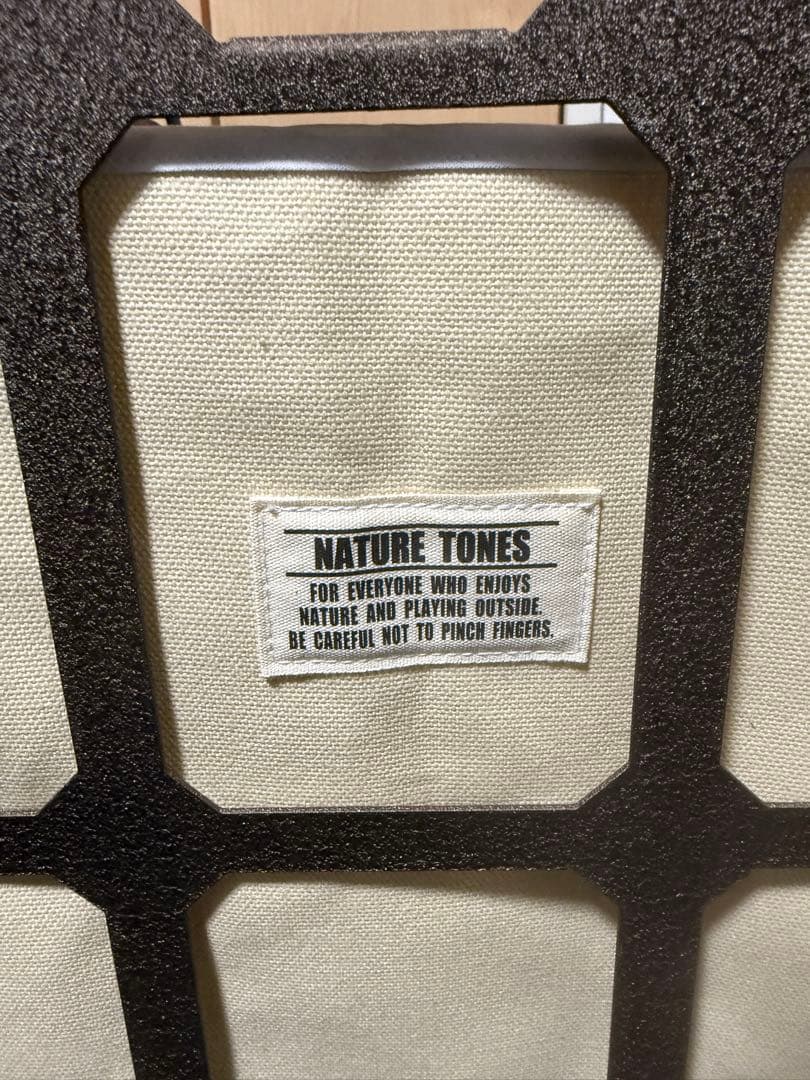 NATURE TONES
FOR EVERYONE WHO ENJOYS
NATURE AND PLAYING OUTSIDE.
BE CAREFUL NOT TO PINCH FINGERS.